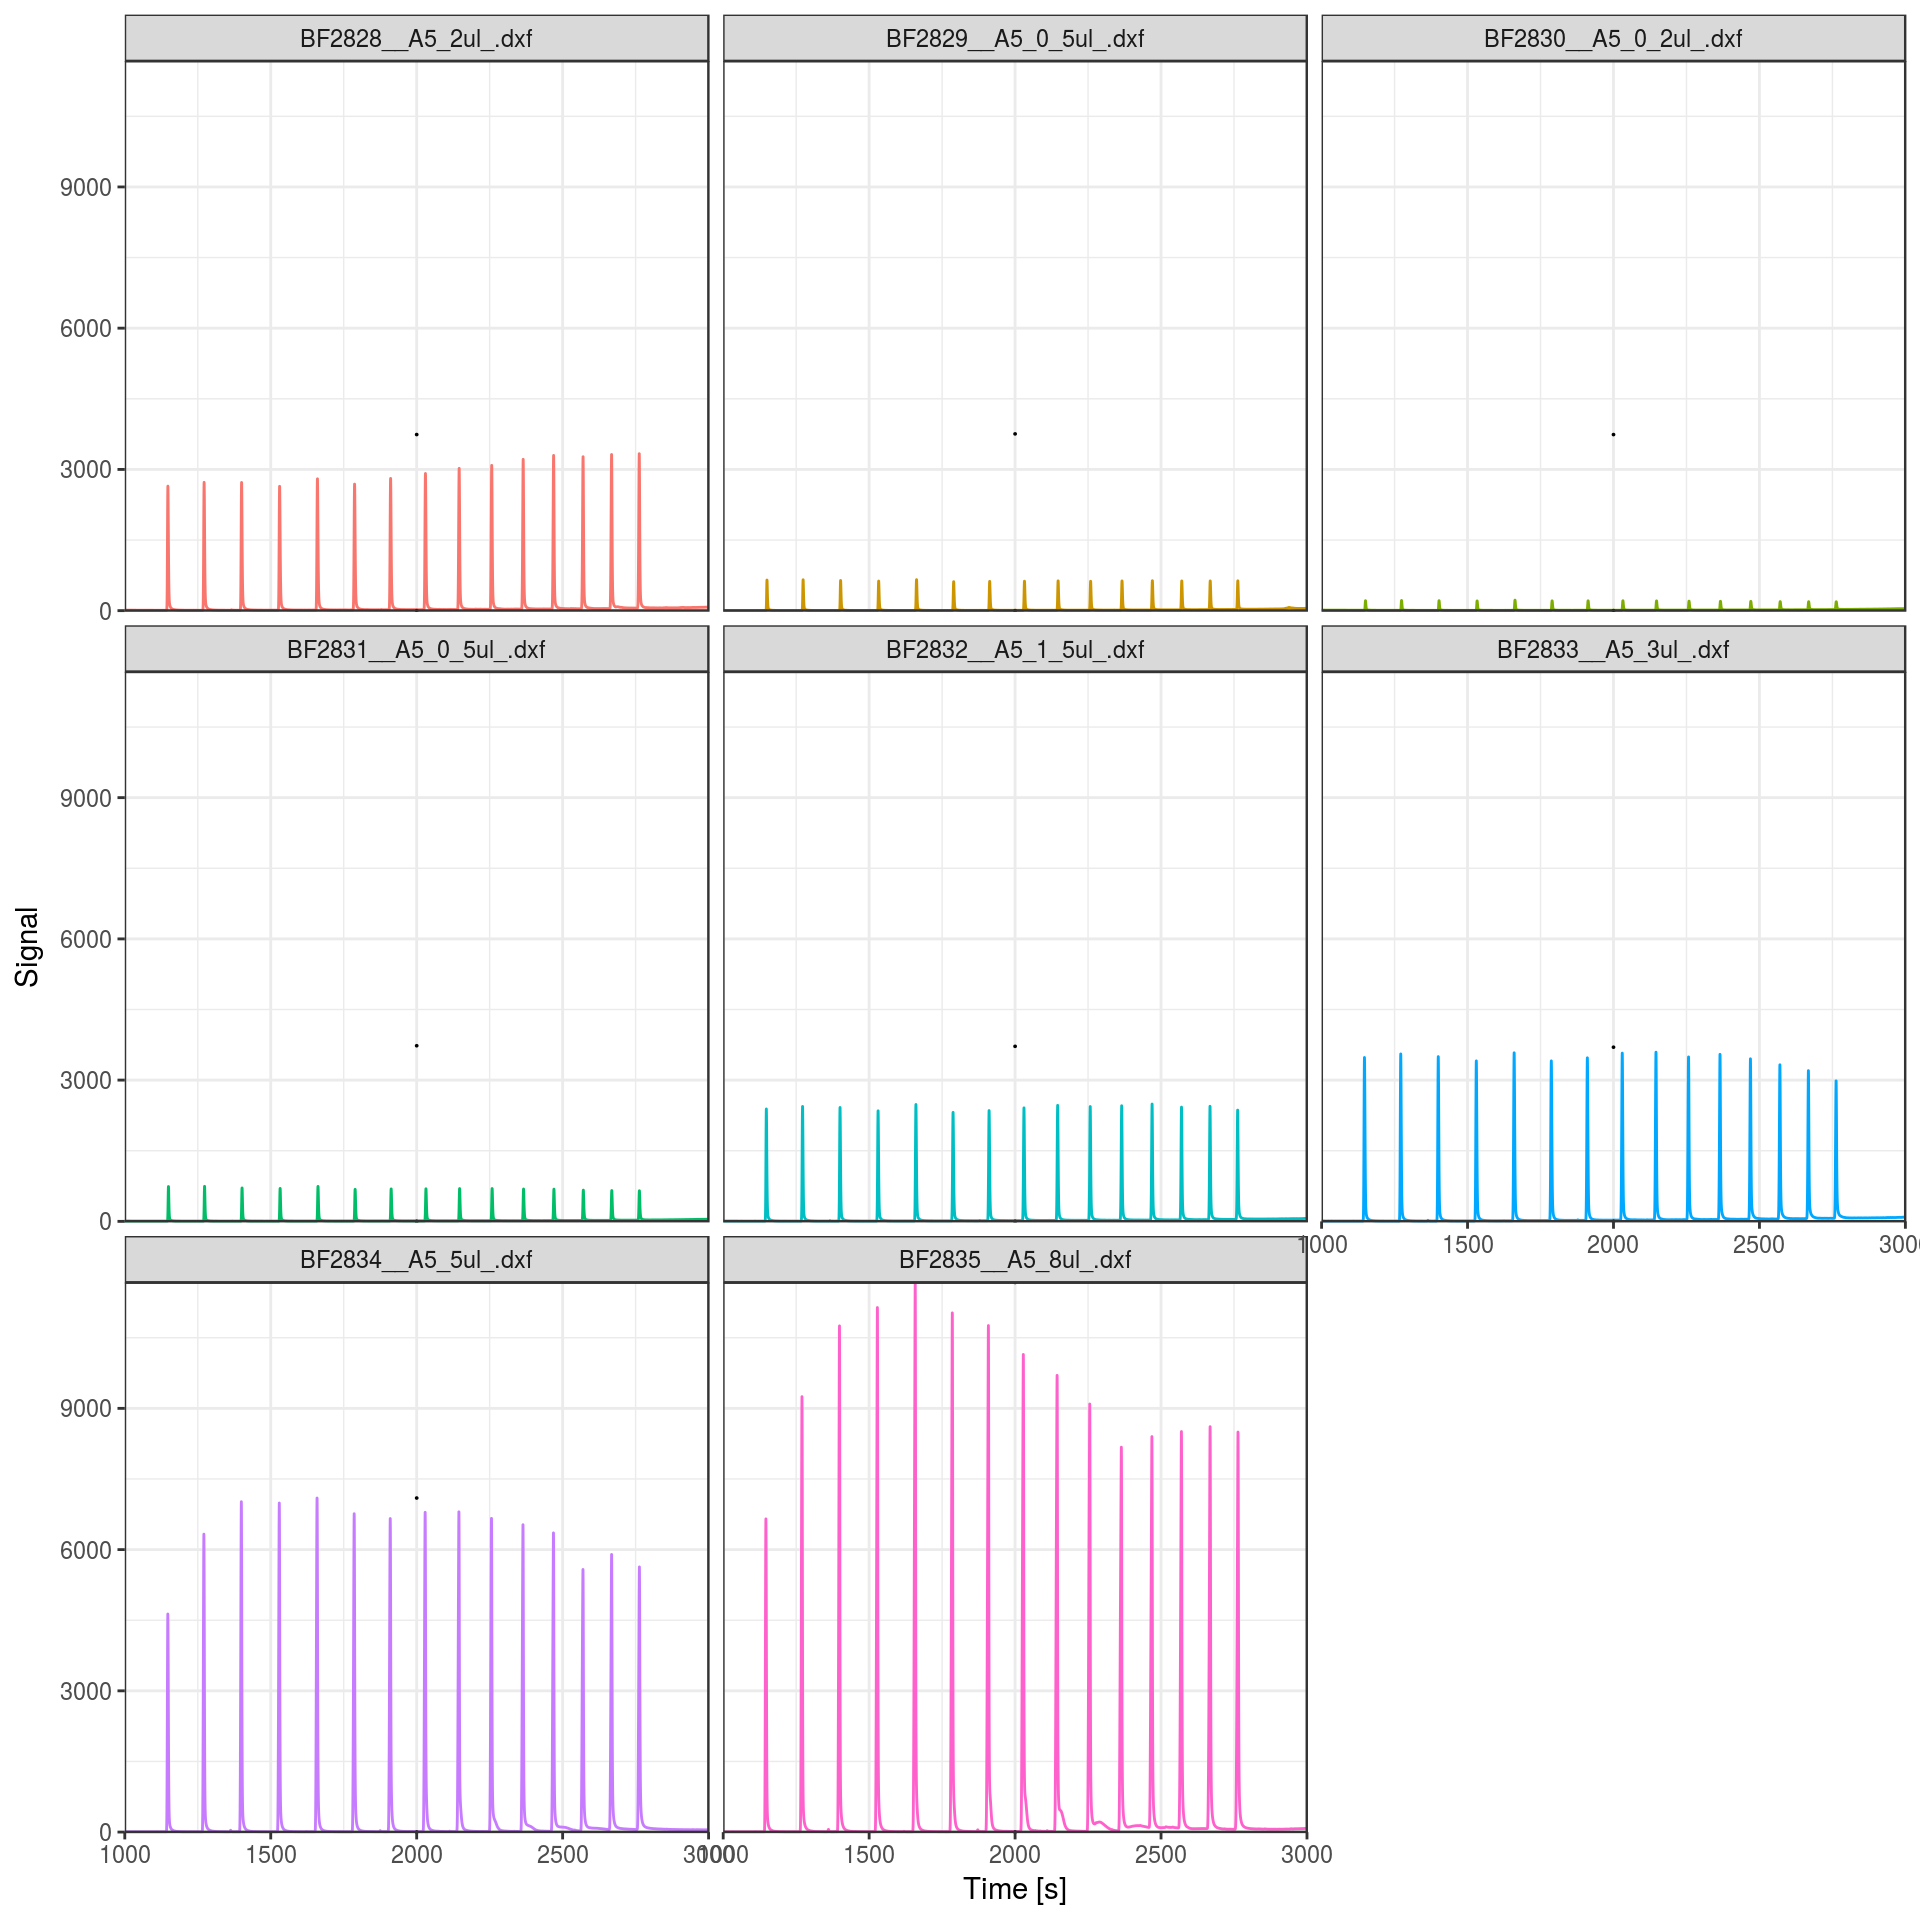 BF2828__A5_2ul_.dxf
BF2829__A5_0_5ul_.dxf
BF2830__A5_0_2ul_.dxf
9000
6000
3000
0
BF2831__A5_0_5ul_.dxf
BF2832__A5_1_5ul_.dxf
BF2833__A5_3ul_.dxf
9000
6000
3000
0
1000 1500 2000 2500 3000
BF2834__A5_5ul_.dxf
BF2835__A5_8ul_.dxf
9000
6000
3000
0
1000 1500 2000 2500 3000
1000 1500 2000 2500 3000
Time [s]
Signal